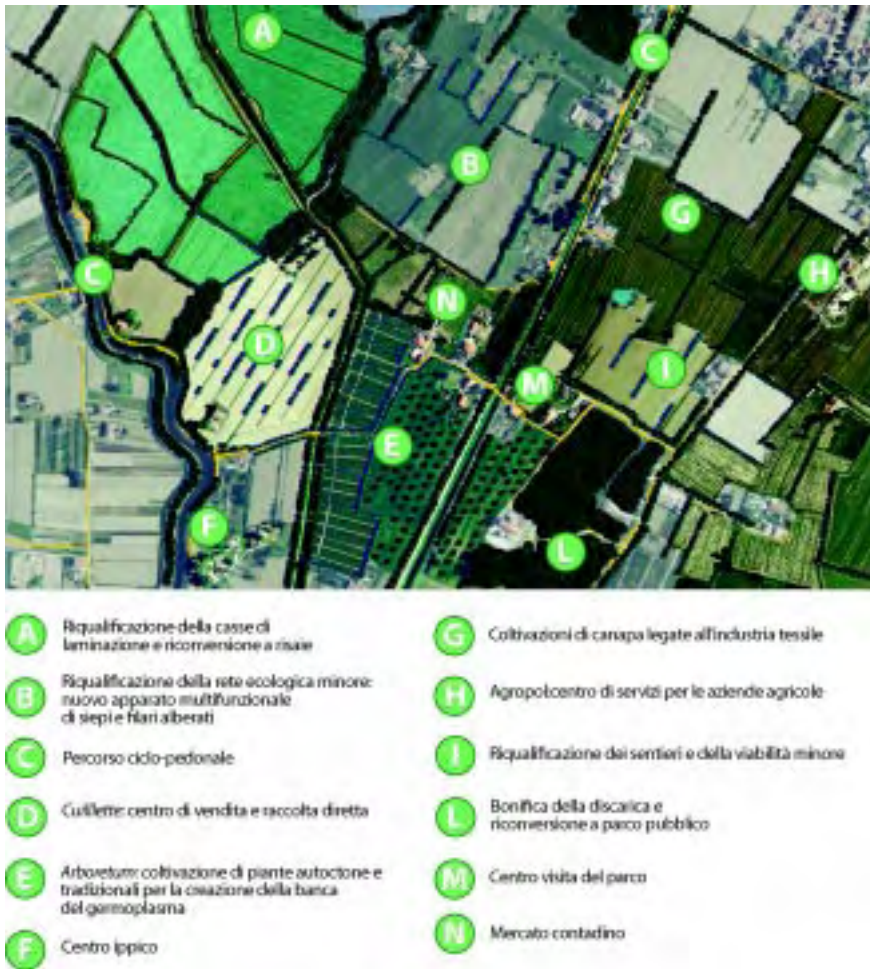 A
C
B
G
C
H
N
D
I
M
E
F
L
A
Riqualificazione della casse di
laminazione e riconversione a risaie
B
Riqualificazione della rete ecologica minore:
nuovo apparato multifunzionale
di siepi e filari alberati
C
Percorso ciclo-pedonale
D
Cuillette: centro di vendita e raccolta diretta
E
Arboretum: coltivazione di piante autoctone e
tradizionali per la creazione della banca
del germoplasma
F
Centro ippico
G
Coltivazioni di canapa legate all'industria tessile
H
Agropol:centro di servizi per le aziende agricole
I
Riqualificazione dei sentieri e della viabilità minore
L
Bonifica della discarica e
riconversione a parco pubblico
M
Centro visita del parco
N
Mercato contadino